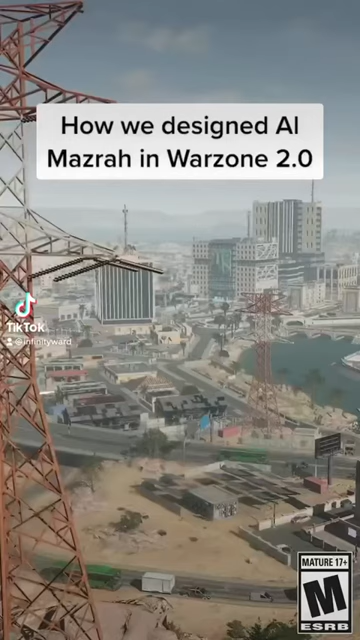 How we designed Al
Mazrah in Warzone 2.0
TikTok
@infinityward
MATURE 17+
M
ESRB